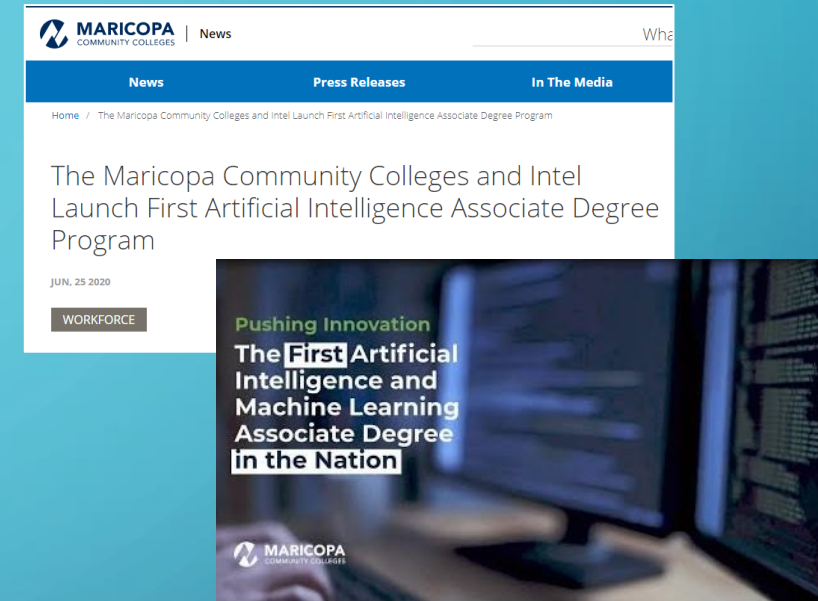 MARICOPA
COMMUNITY COLLEGES
News
Wha
News Press Releases In The Media
Home / The Maricopa Community Colleges and Intel Launch First Artificial Intelligence Associate Degree Program
The Maricopa Community Colleges and Intel
Launch First Artificial Intelligence Associate Degree
Program
JUN, 25 2020
WORKFORCE
Pushing Innovation
The First Artificial
Intelligence and
Machine Learning
Associate Degree
in the Nation
MARICOPA
COMMUNITY COLLEGES